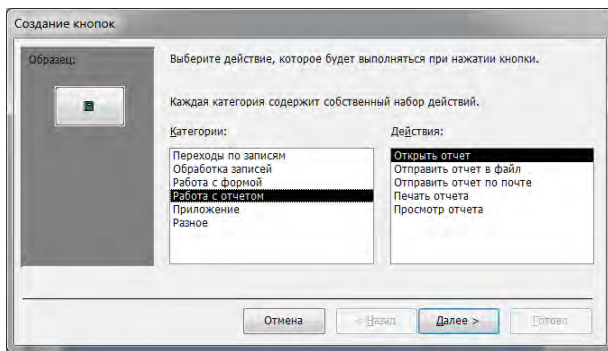 Создание кнопок
Образец:
Выберите действие, которое будет выполняться при нажатии кнопки.
Каждая категория содержит собственный набор действий.
Категории:
Действия:
Переходы по записям
Обработка записей
Работа с формой
Работа с отчетом
Приложение
Разное
Открыть отчет
Отправить отчет в файл
Отправить отчет по почте
Печать отчета
Просмотр отчета
Отмена
< Назад
Далее >
Готово